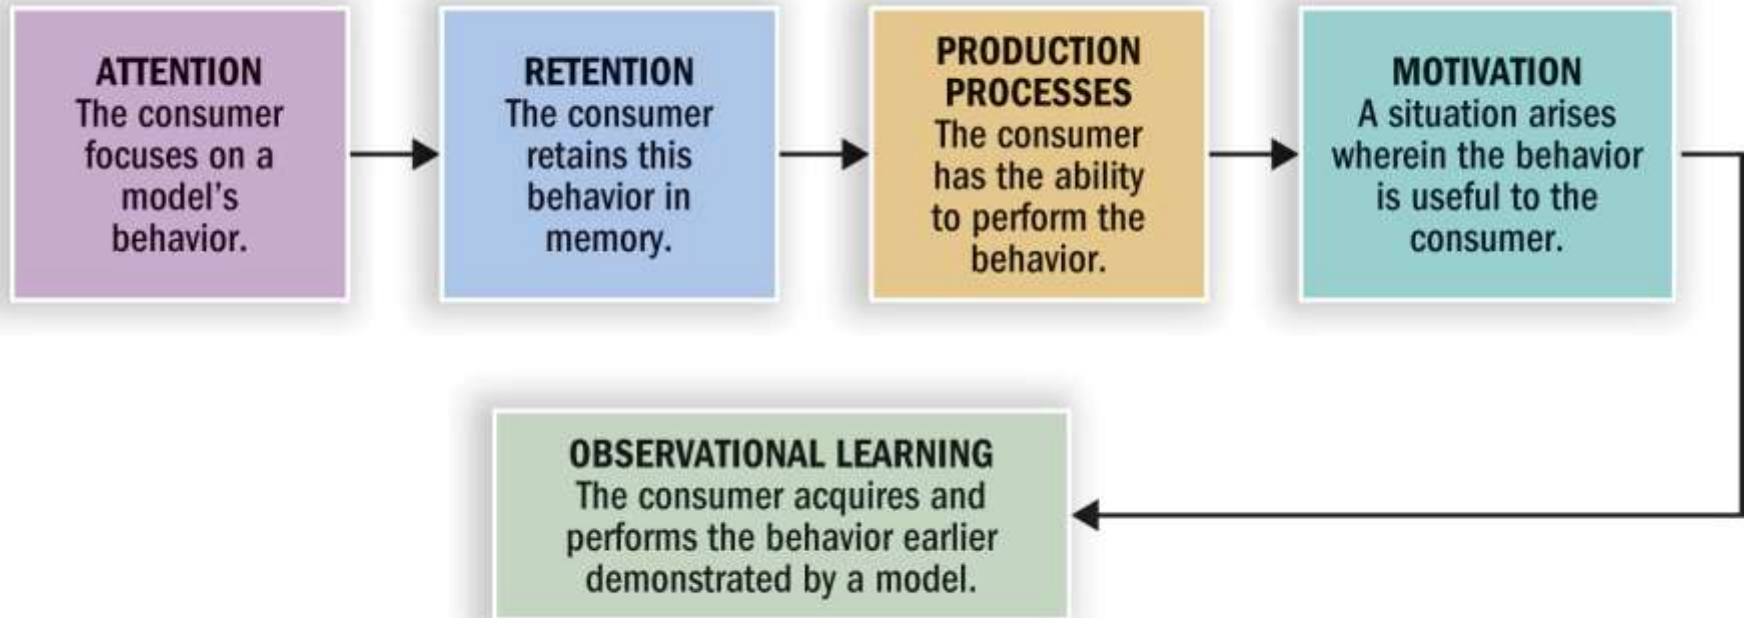 ATTENTION
The consumer
focuses on a
model's
behavior.
RETENTION
The consumer
retains this
behavior in
memory.
PRODUCTION
PROCESSES
The consumer
has the ability
to perform the
behavior.
MOTIVATION
A situation arises
wherein the behavior
is useful to the
consumer.
OBSERVATIONAL LEARNING
The consumer acquires and
performs the behavior earlier
demonstrated by a model.